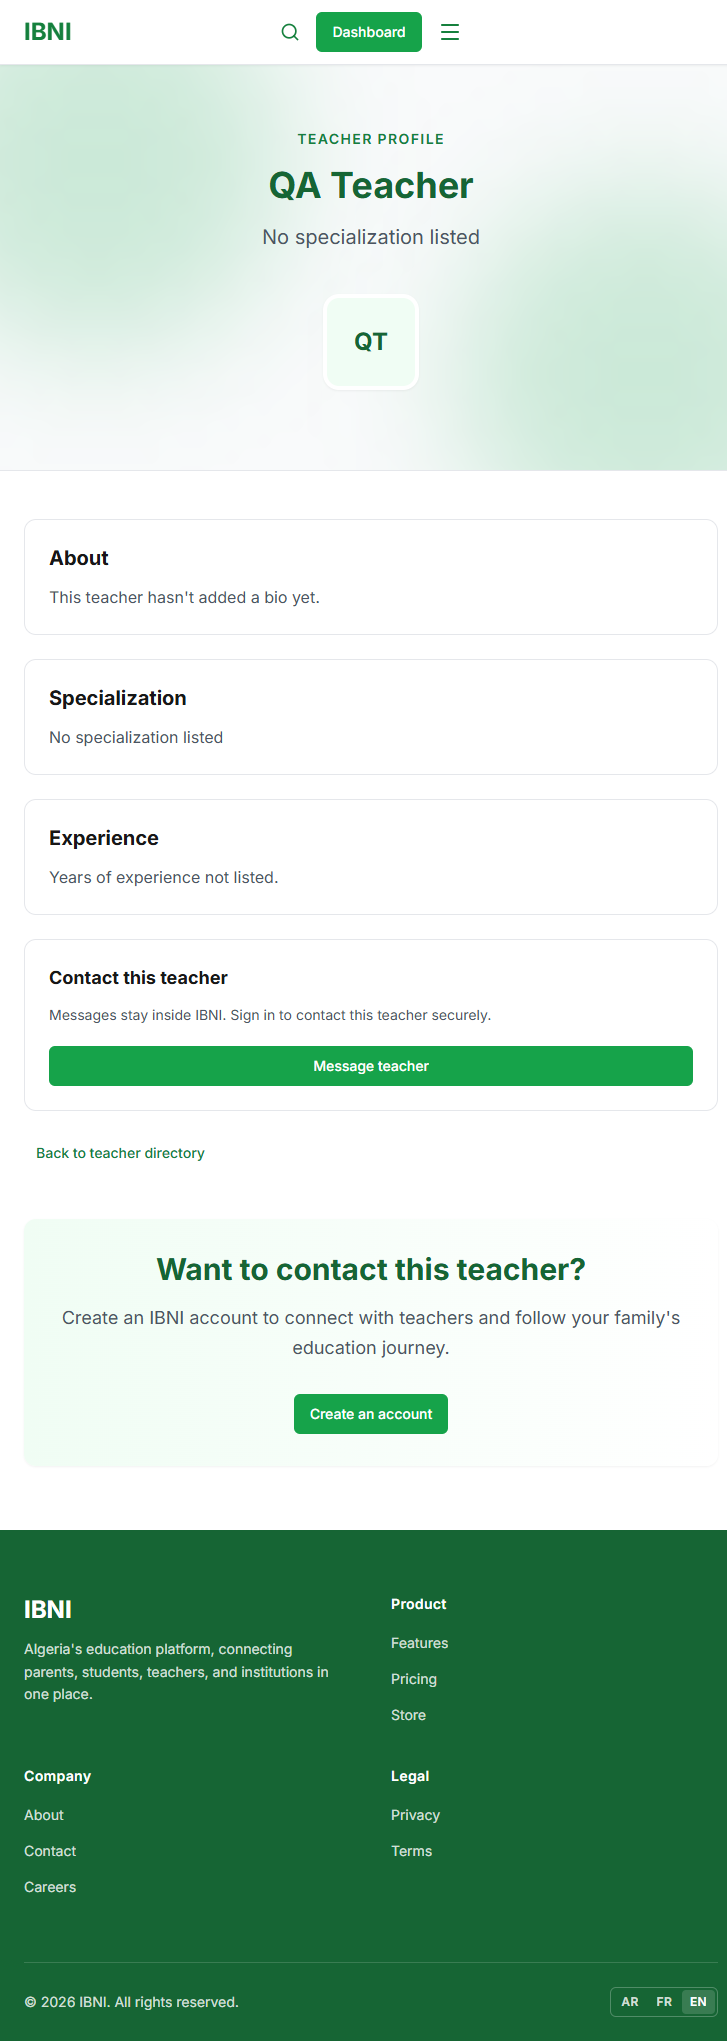 IBNI
Dashboard
TEACHER PROFILE
QA Teacher
No specialization listed
QT
About
This teacher hasn't added a bio yet.
Specialization
No specialization listed
Experience
Years of experience not listed.
Contact this teacher
Messages stay inside IBNI. Sign in to contact this teacher securely.
Message teacher
Back to teacher directory
Want to contact this teacher?
Create an IBNI account to connect with teachers and follow your family's
education journey.
Create an account
IBNI
Algeria's education platform, connecting
parents, students, teachers, and institutions in
one place.
Product
Features
Pricing
Store
Company
About
Contact
Careers
Legal
Privacy
Terms
© 2026 IBNI. All rights reserved.
AR FR EN